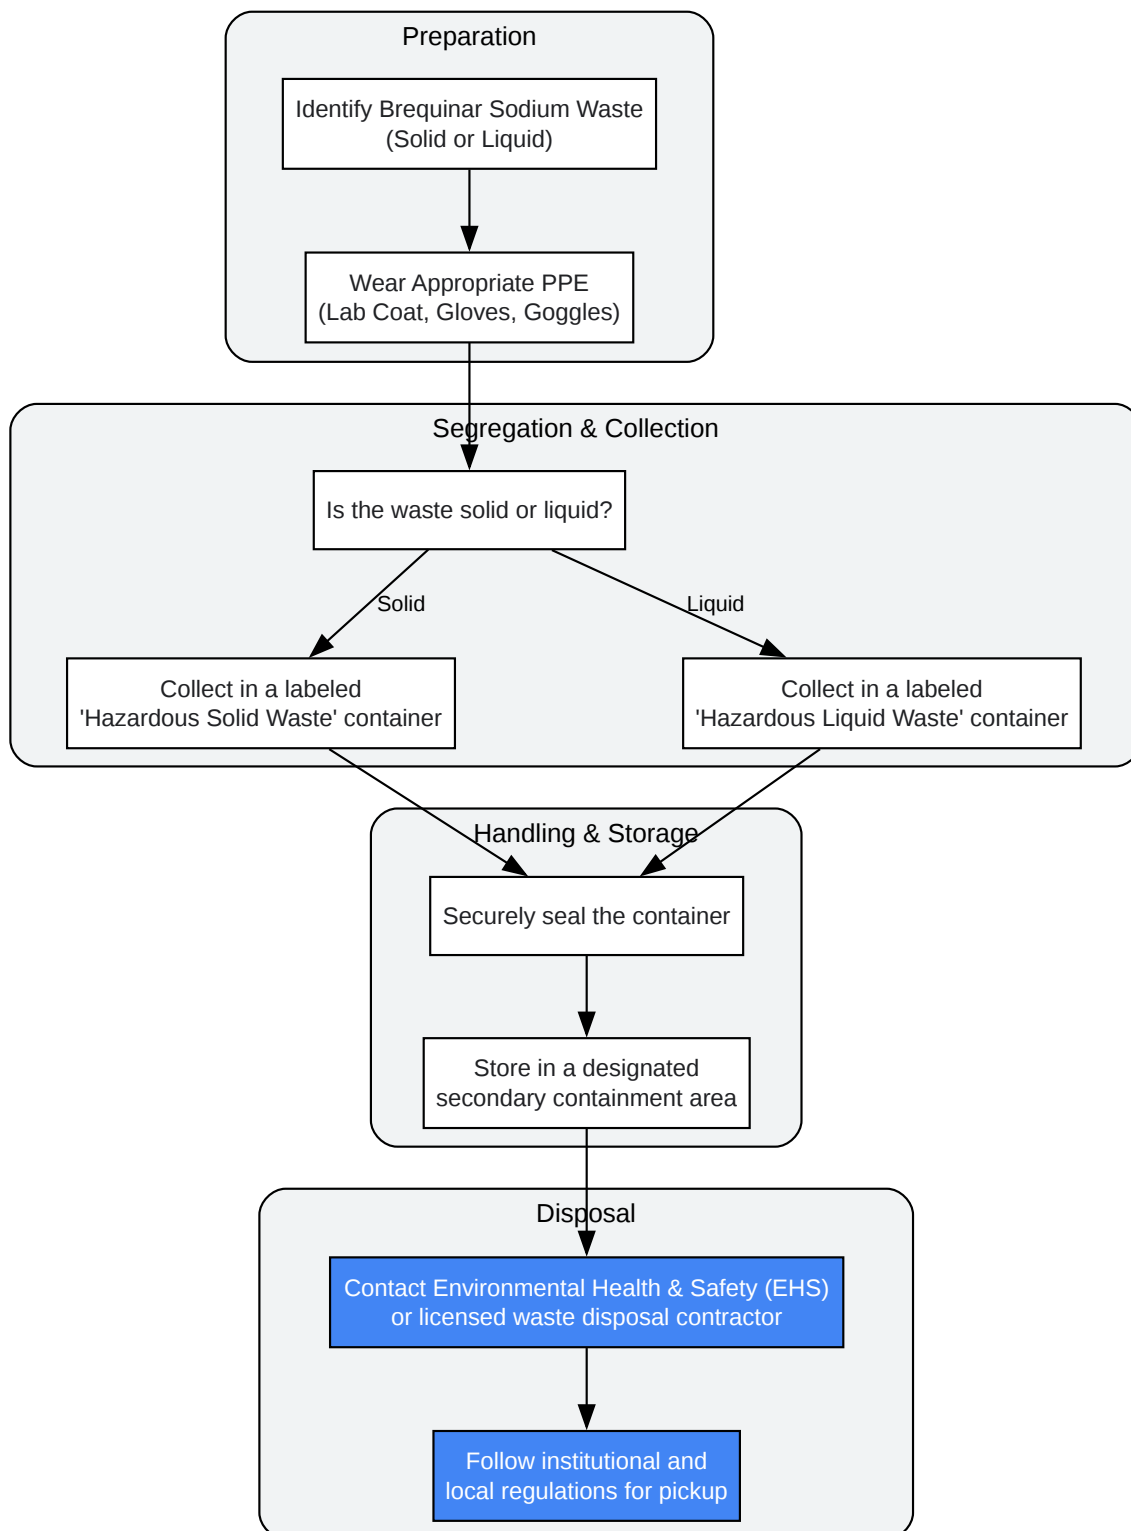 Preparation
Identify Brequinar Sodium Waste
(Solid or Liquid)
Wear Appropriate PPE
(Lab Coat, Gloves, Goggles)
Segregation & Collection
Is the waste solid or liquid?
Solid
Liquid
Collect in a labeled
'Hazardous Solid Waste' container
Collect in a labeled
'Hazardous Liquid Waste' container
Handling & Storage
Securely seal the container
Store in a designated
secondary containment area
Disposal
Contact Environmental Health & Safety (EHS)
or licensed waste disposal contractor
Follow institutional and
local regulations for pickup